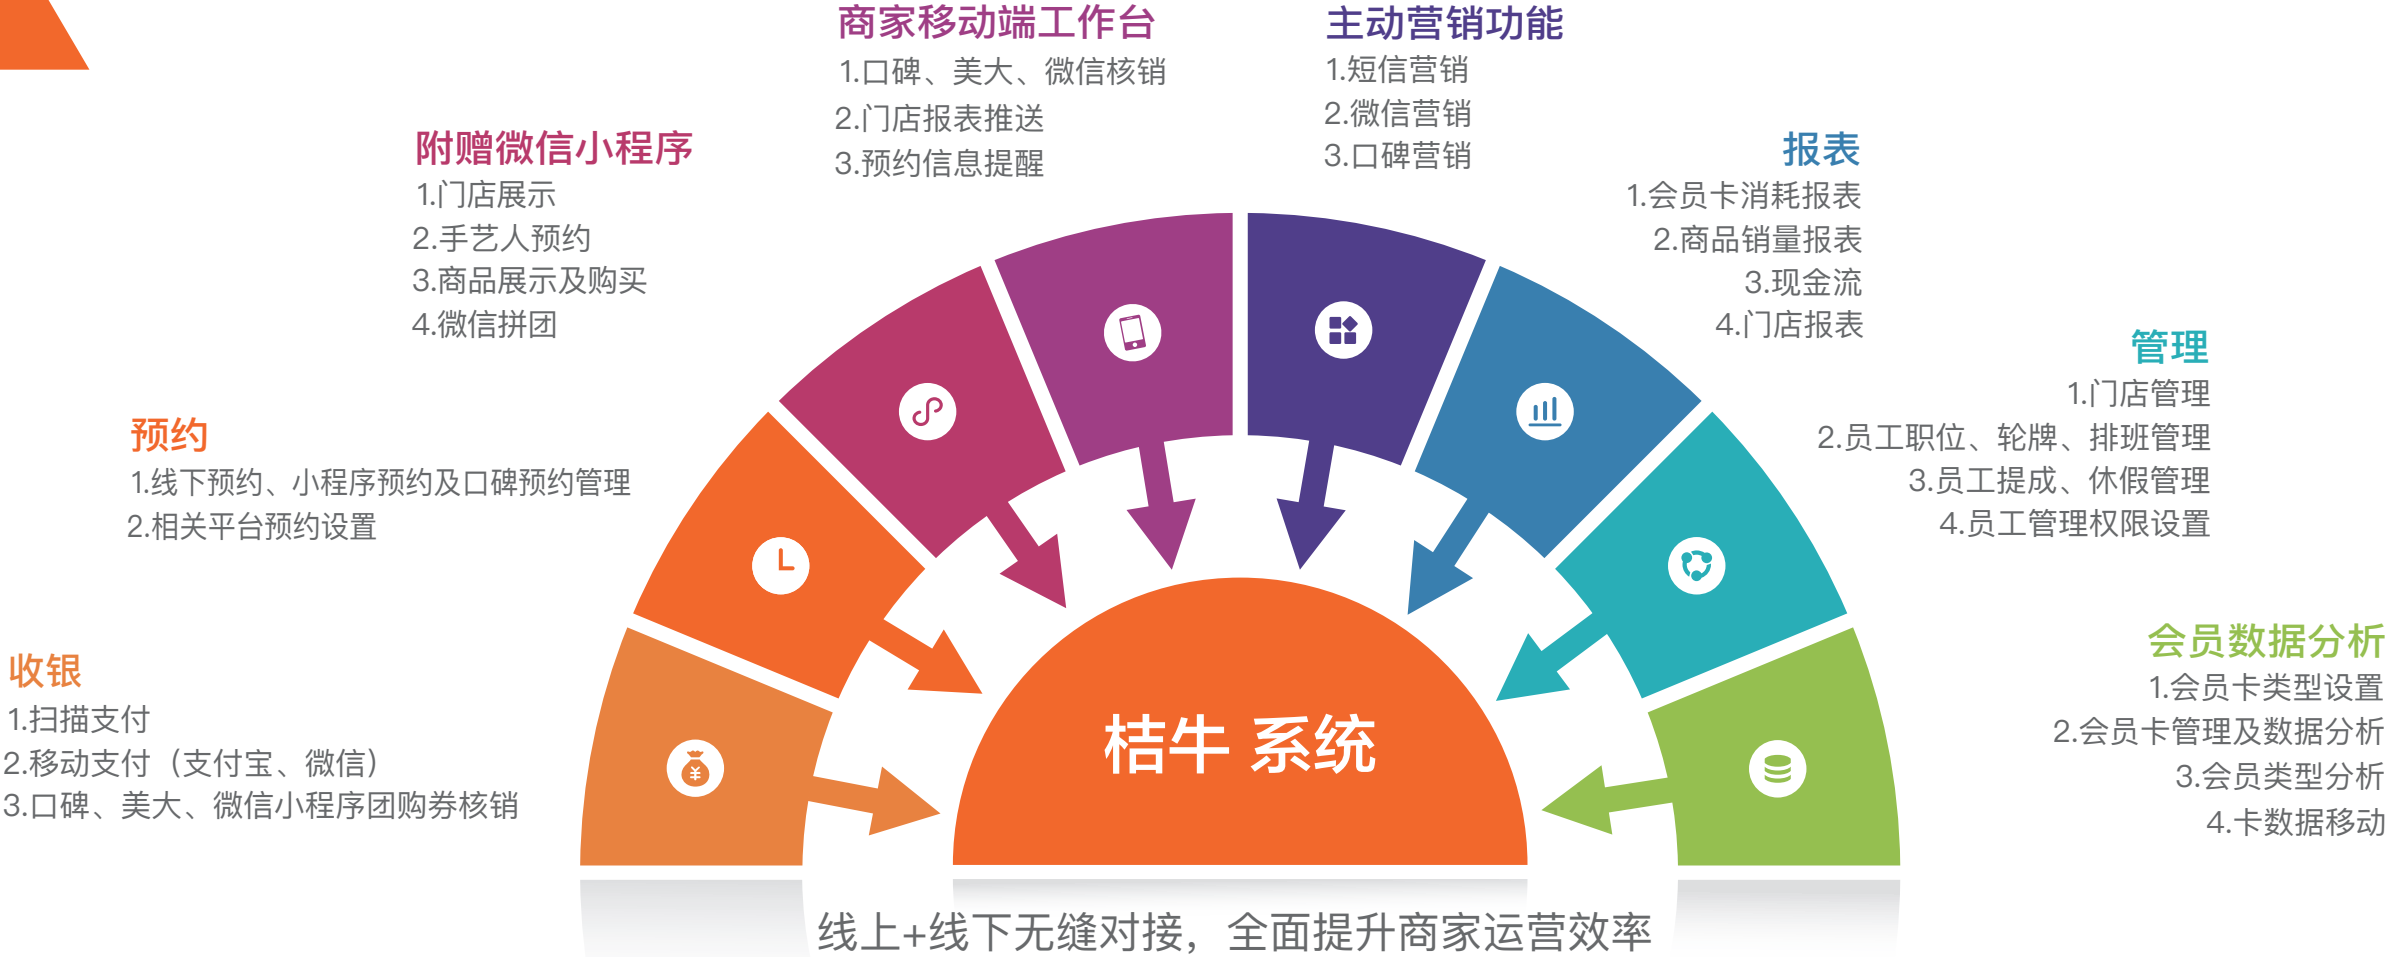 商家移动端工作台
1.口碑、美大、微信核销
2.门店报表推送
3.预约信息提醒
主动营销功能
1.短信营销
2.微信营销
3.口碑营销
附赠微信小程序
1.门店展示
2.手艺人预约
3.商品展示及购买
4.微信拼团
报表
1.会员卡消耗报表
2.商品销量报表
3.现金流
4.门店报表
预约
1.线下预约、小程序预约及口碑预约管理
2.相关平台预约设置
管理
1.门店管理
2.员工职位、轮牌、排班管理
3.员工提成、休假管理
4.员工管理权限设置
收银
1.扫描支付
2.移动支付（支付宝、微信）
3.口碑、美大、微信小程序团购券核销
会员数据分析
1.会员卡类型设置
2.会员卡管理及数据分析
3.会员类型分析
4.卡数据移动
¥
桔牛 系统
线上+线下无缝对接，全面提升商家运营效率